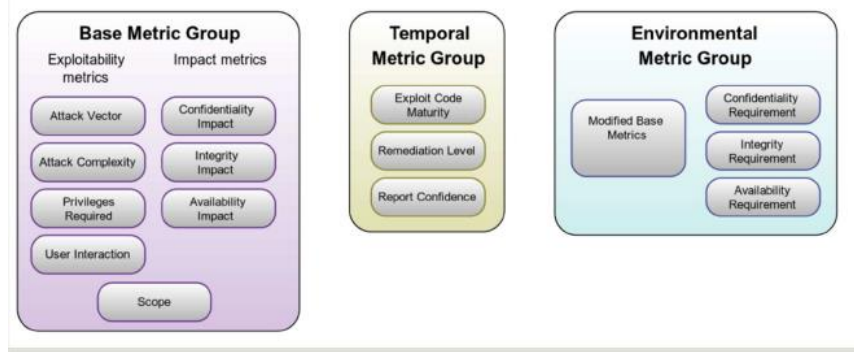 Base Metric Group
Exploitability
metrics
Impact metrics
Attack Vector
Attack Complexity
Privileges
Required
User Interaction
Confidentiality
Impact
Integrity
Impact
Availability
Impact
Scope
Temporal
Metric Group
Exploit Code
Maturity
Remediation Level
Report Confidence
Environmental
Metric Group
Modified Base
Metrics
Confidentiality
Requirement
Integrity
Requirement
Availability
Requirement